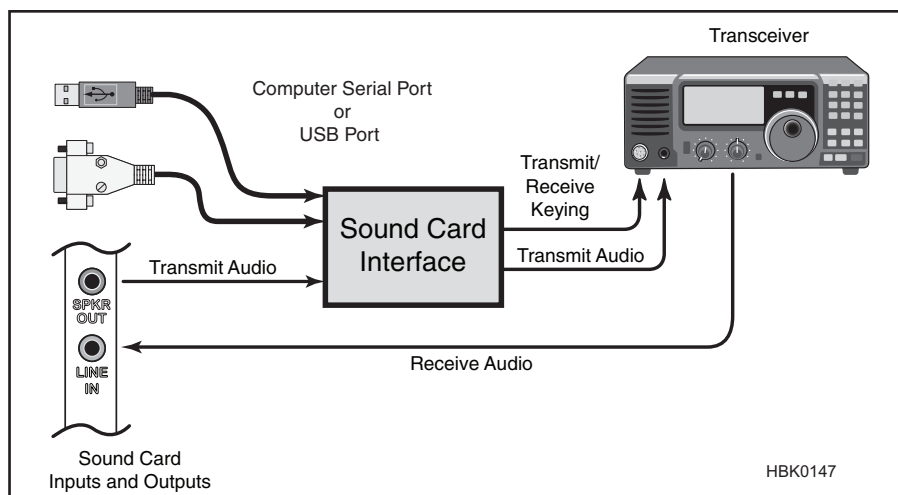 Transceiver
Computer Serial Port
or
USB Port
Transmit/
Receive
Keying
Sound Card
Interface
Transmit Audio
Transmit Audio
SPKR
OUT
Receive Audio
LINE
IN
Sound Card
Inputs and Outputs
HBK0147